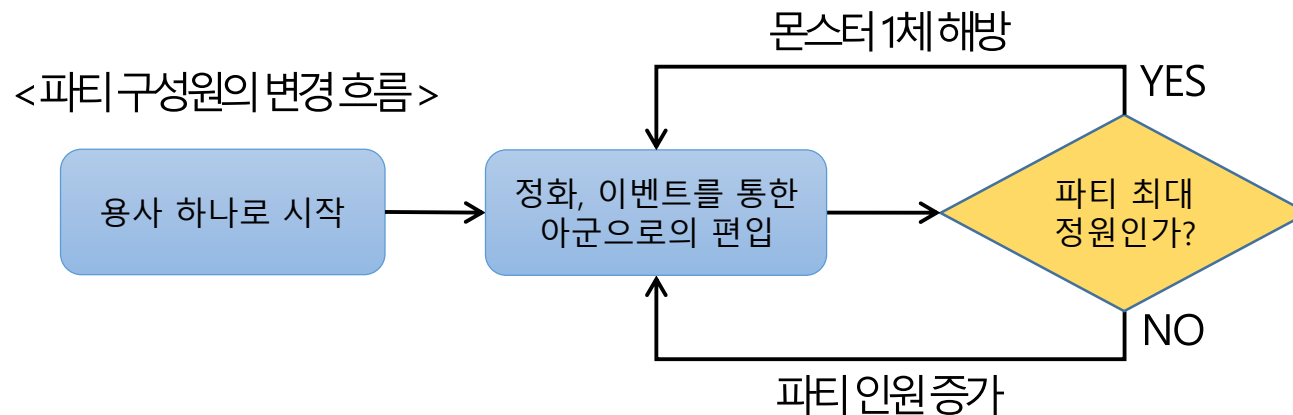 몬스터 1체 해방
YES
<파티 구성원의 변경 흐름>
용사 하나로 시작
정화, 이벤트를 통한
아군으로의 편입
파티 최대
정원인가?
NO
파티 인원 증가